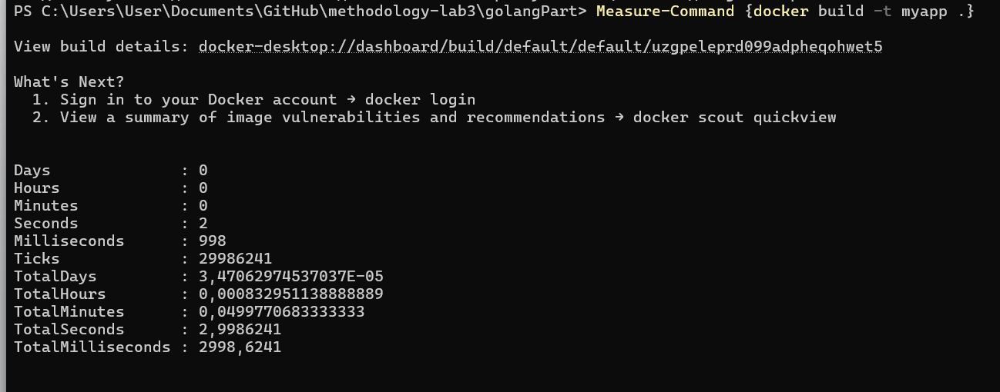 PS C:\Users\User\Documents\GitHub\methodology-lab3\golangPart> Measure-Command {docker build -t myapp .}
View build details: docker-desktop://dashboard/build/default/default/uzgpeleprd099adpheqohwet5
What's Next?
1. Sign in to your Docker account → docker login
2. View a summary of image vulnerabilities and recommendations → docker scout quickview
Days : 0
Hours : 0
Minutes : 0
Seconds : 2
Milliseconds : 998
Ticks : 29986241
TotalDays : 3,47062974537037E-05
TotalHours : 0,000832951138888889
TotalMinutes : 0,0499770683333333
TotalSeconds : 2,9986241
TotalMilliseconds : 2998,6241